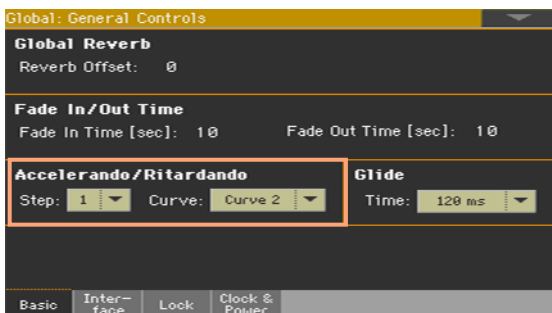 Global: General Controls
Global Reverb
Reverb Offset: 0
Fade In/Out Time
Fade In Time [sec]: 10 Fade Out Time [sec]: 10
Accelerando/Ritardando Glide
Step: 1 Curve: Curve 2 Time: 120 ms
Basic Inter-
face Lock Clock &
Power